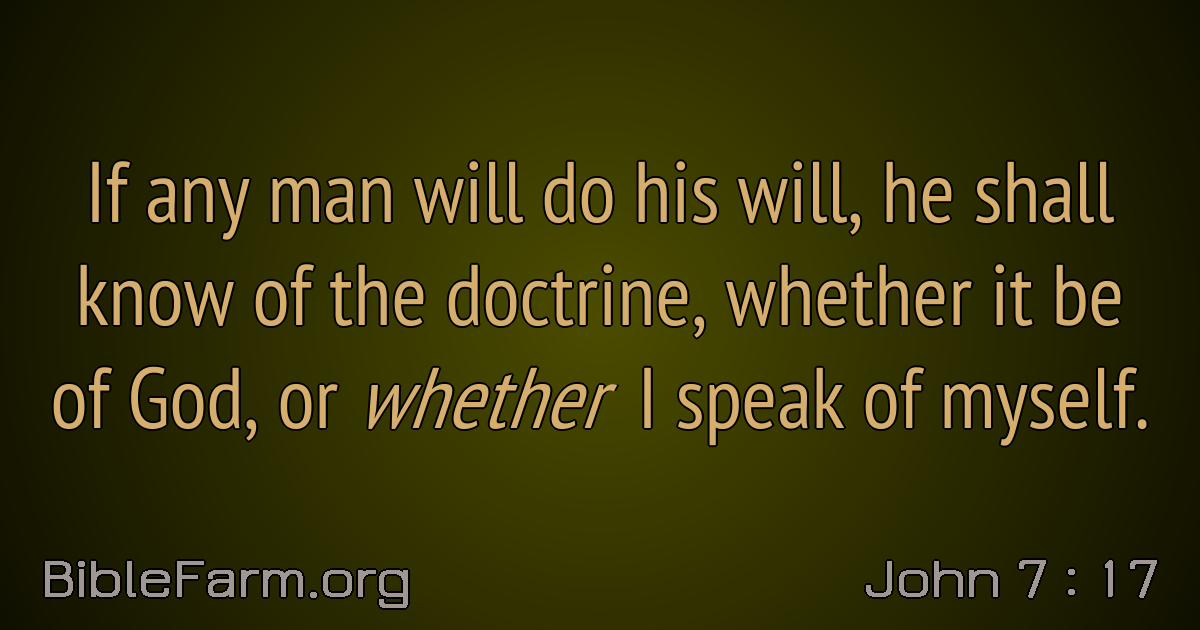 If any man will do his will, he shall
know of the doctrine, whether it be
of God, or whether I speak of myself.
BibleFarm.org
John 7 : 17